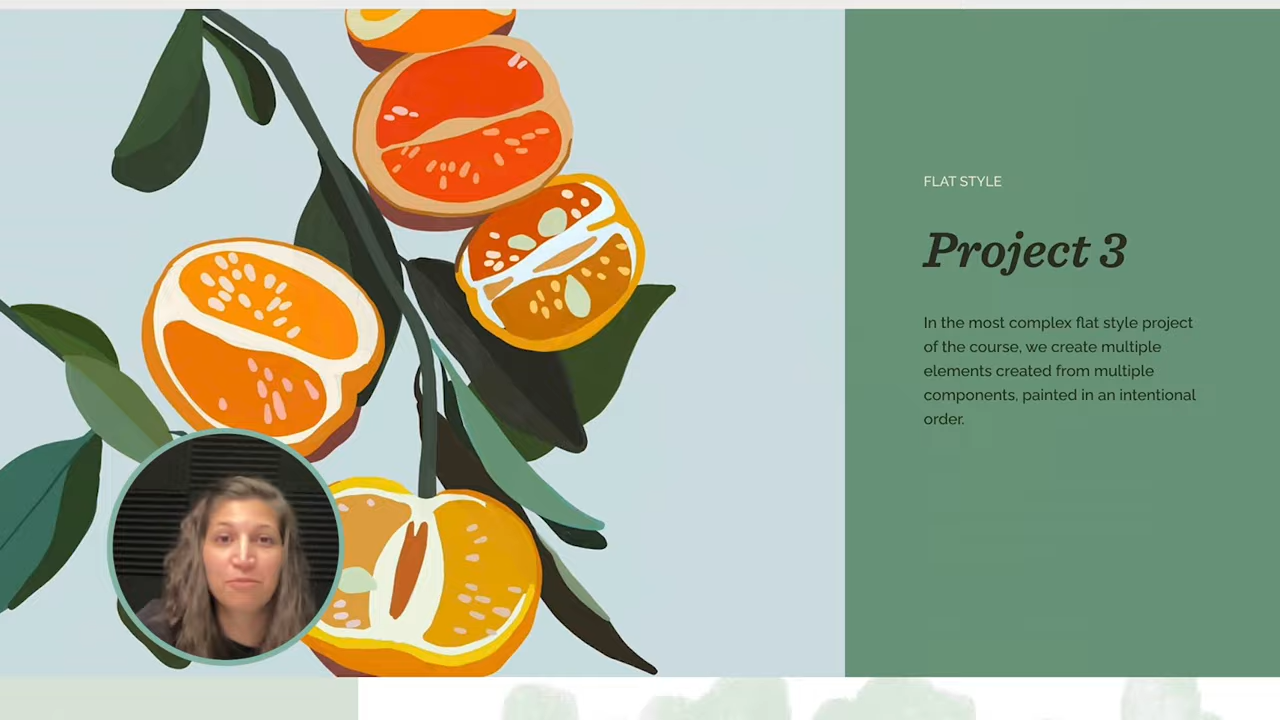 FLAT STYLE
Project 3
In the most complex flat style project
of the course, we create multiple
elements created from multiple
components, painted in an intentional
order.